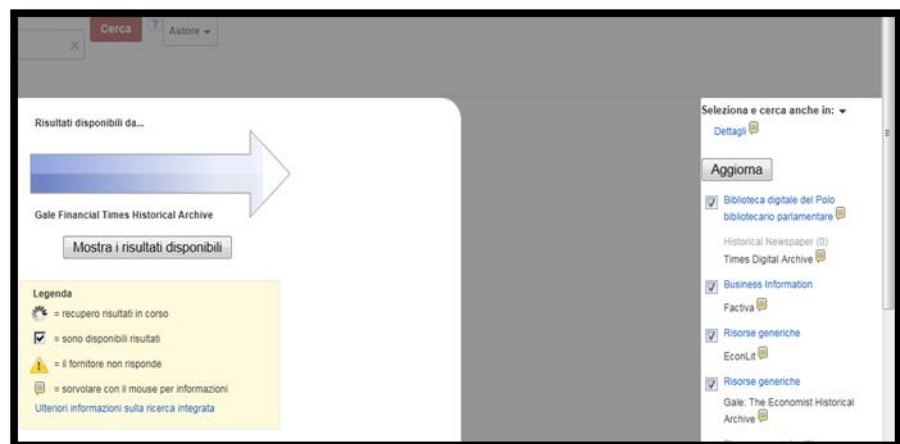 Cerca
Autore
Risultati disponibili da...
Gale Financial Times Historical Archive
Mostra i risultati disponibili
Legenda
= recupero risultati in corso
= sono disponibili risultati
= il fornitore non risponde
= sorvolare con il mouse per informazioni
Ulteriori informazioni sulla ricerca integrata
Seleziona e cerca anche in:
Dettagli
Aggiorna
Biblioteca digitale del Polo
bibliotecario parlamentare
Historical Newspaper (0)
Times Digital Archive
Business Information
Factiva
Risorse generiche
EconLit
Risorse generiche
Gale: The Economist Historical
Archive